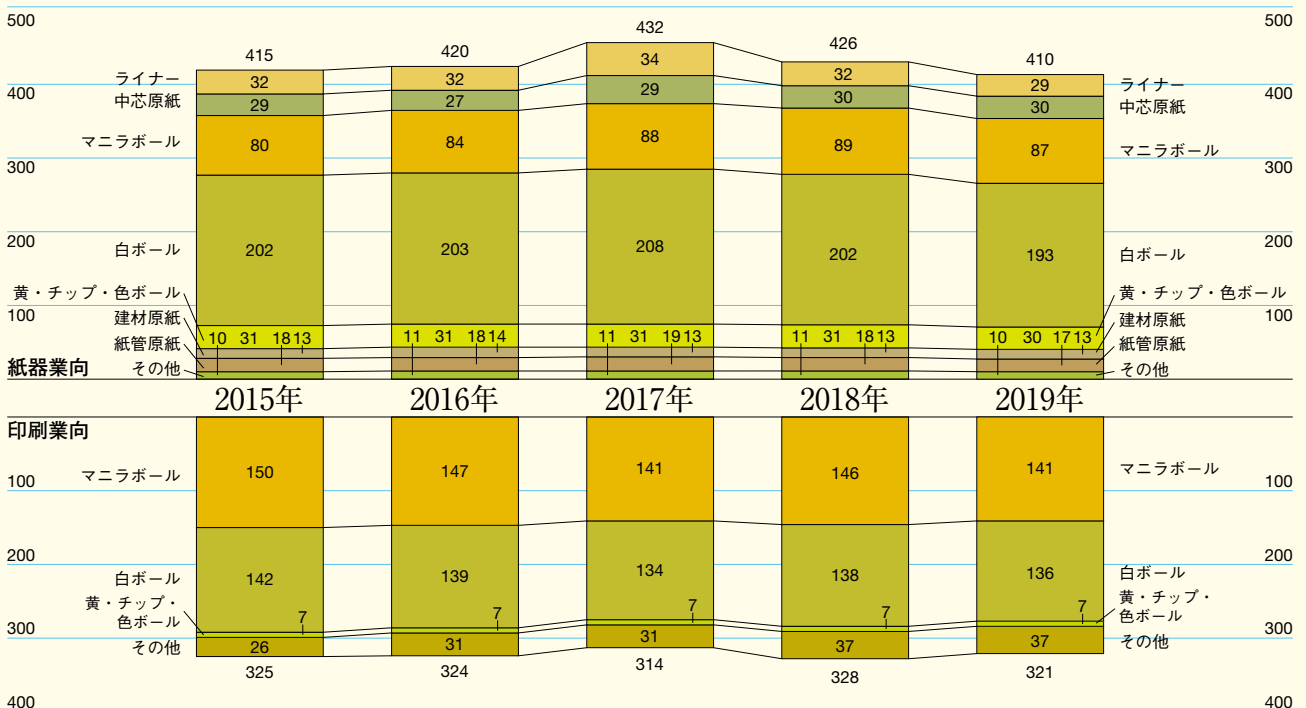 500 500
415 420 432 426 410
ライナー 32 32 34 32 29 ライナー
400 400
中芯原紙 29 27 29 30 30 中芯原紙
マニラボール 80 84 88 89 87 マニラボール
300 300
200 200
白ボール 202 203 208 202 193 白ボール
黄・チップ・色ボール 黄・チップ・色ボール
100 100
建材原紙 建材原紙
10 31 18 13 11 31 18 14 11 31 19 13 11 31 18 13 10 30 17 13
紙管原紙 紙管原紙
紙器業向 その他 その他
2015年 2016年 2017年 2018年 2019年
印刷業向
マニラボール 150 147 141 146 141 マニラボール
100 100
200 200
白ボール 142 139 134 138 136 白ボール
黄・チップ・ 7 7 7 7 7 黄・チップ・
色ボール 色ボール
300 300
その他 26 31 31 37 37 その他
325 324 314 328 321
400 400